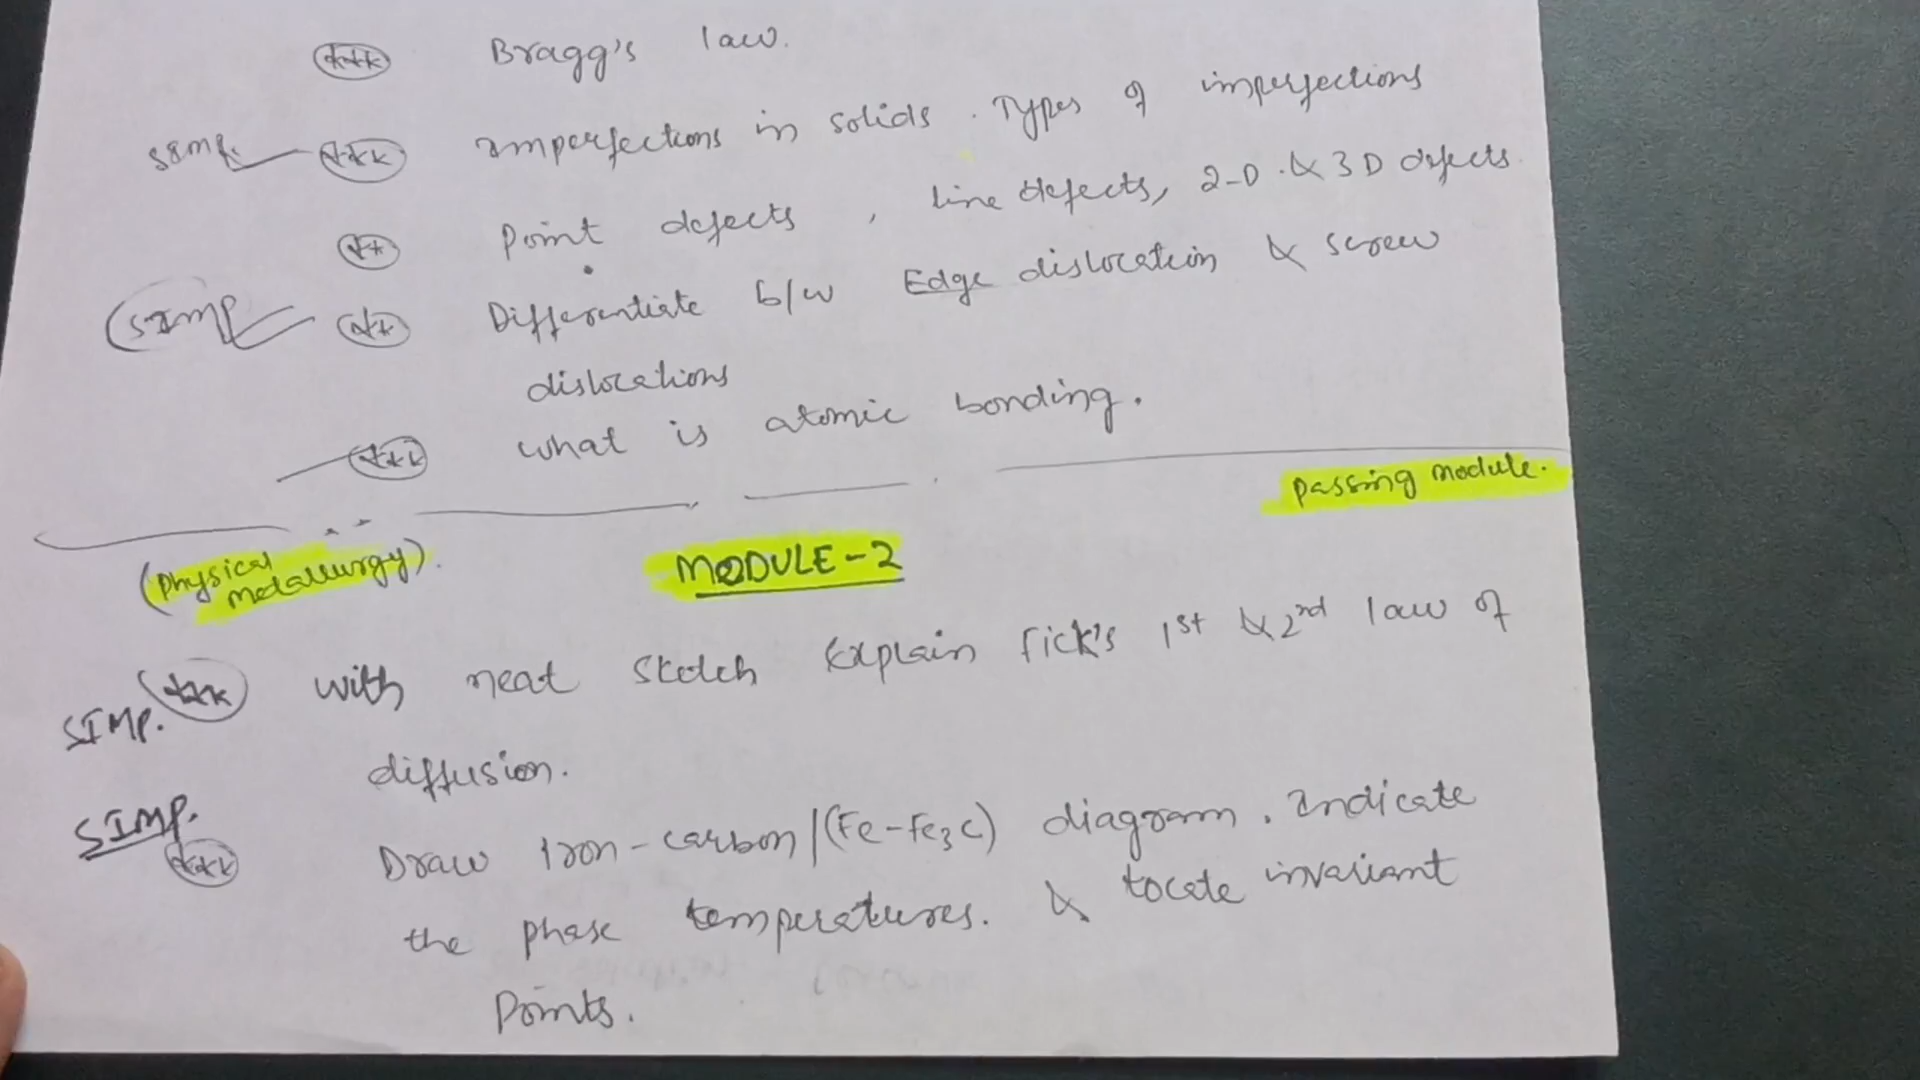 *** Bragg's law.
SIMP. *** Imperfections in solids. Types of imperfections
** Point defects, line defects, 2-D. & 3D defects.
SIMP ** Differentiate b/w Edge dislocation & screw
dislocations
*** what is atomic bonding.
Passing module.
(Physical metallurgy). MODULE-2
SIMP. *** With neat sketch Explain Fick's 1st & 2nd law of
diffusion.
SIMP. *** Draw Iron-carbon/(Fe-Fe3C) diagram. Indicate
the phase temperatures. & locate invariant
Points.